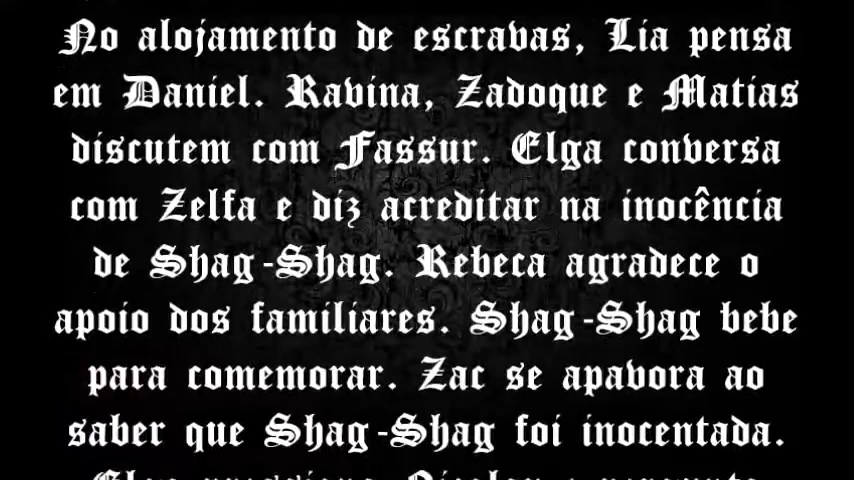 No alojamento de escravas, Lia pensa
em Daniel. Ravina, Zadoque e Matias
discutem com Fassur. Elga conversa
com Zelfa e diz acreditar na inocência
de Shag-Shag. Rebeca agradece o
apoio dos familiares. Shag-Shag bebe
para comemorar. Zac se apavora ao
saber que Shag-Shag foi inocentada.